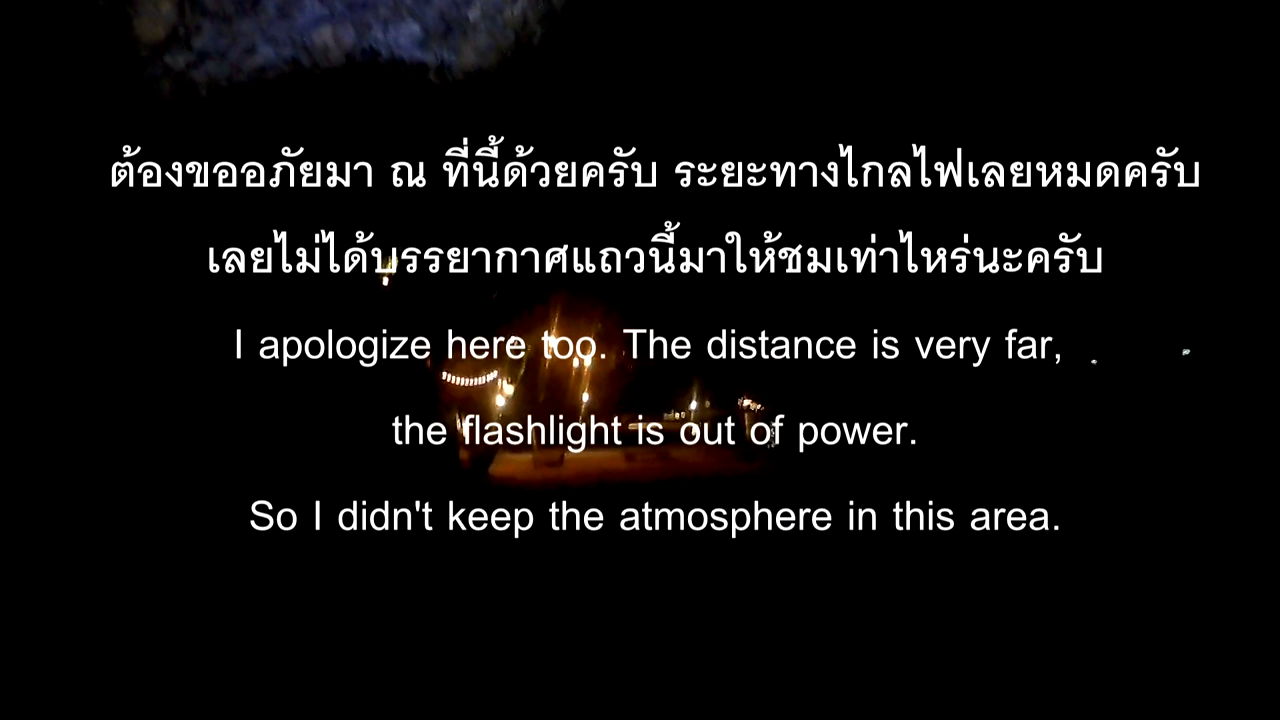 ต้องขออภัยมา ณ ที่นี้ด้วยครับ ระยะทางไกลไฟเลยหมดครับ
เลยไม่ได้บรรยากาศแถวนี้มาให้ชมเท่าไหร่นะครับ
I apologize here too. The distance is very far,
the flashlight is out of power.
So I didn't keep the atmosphere in this area.